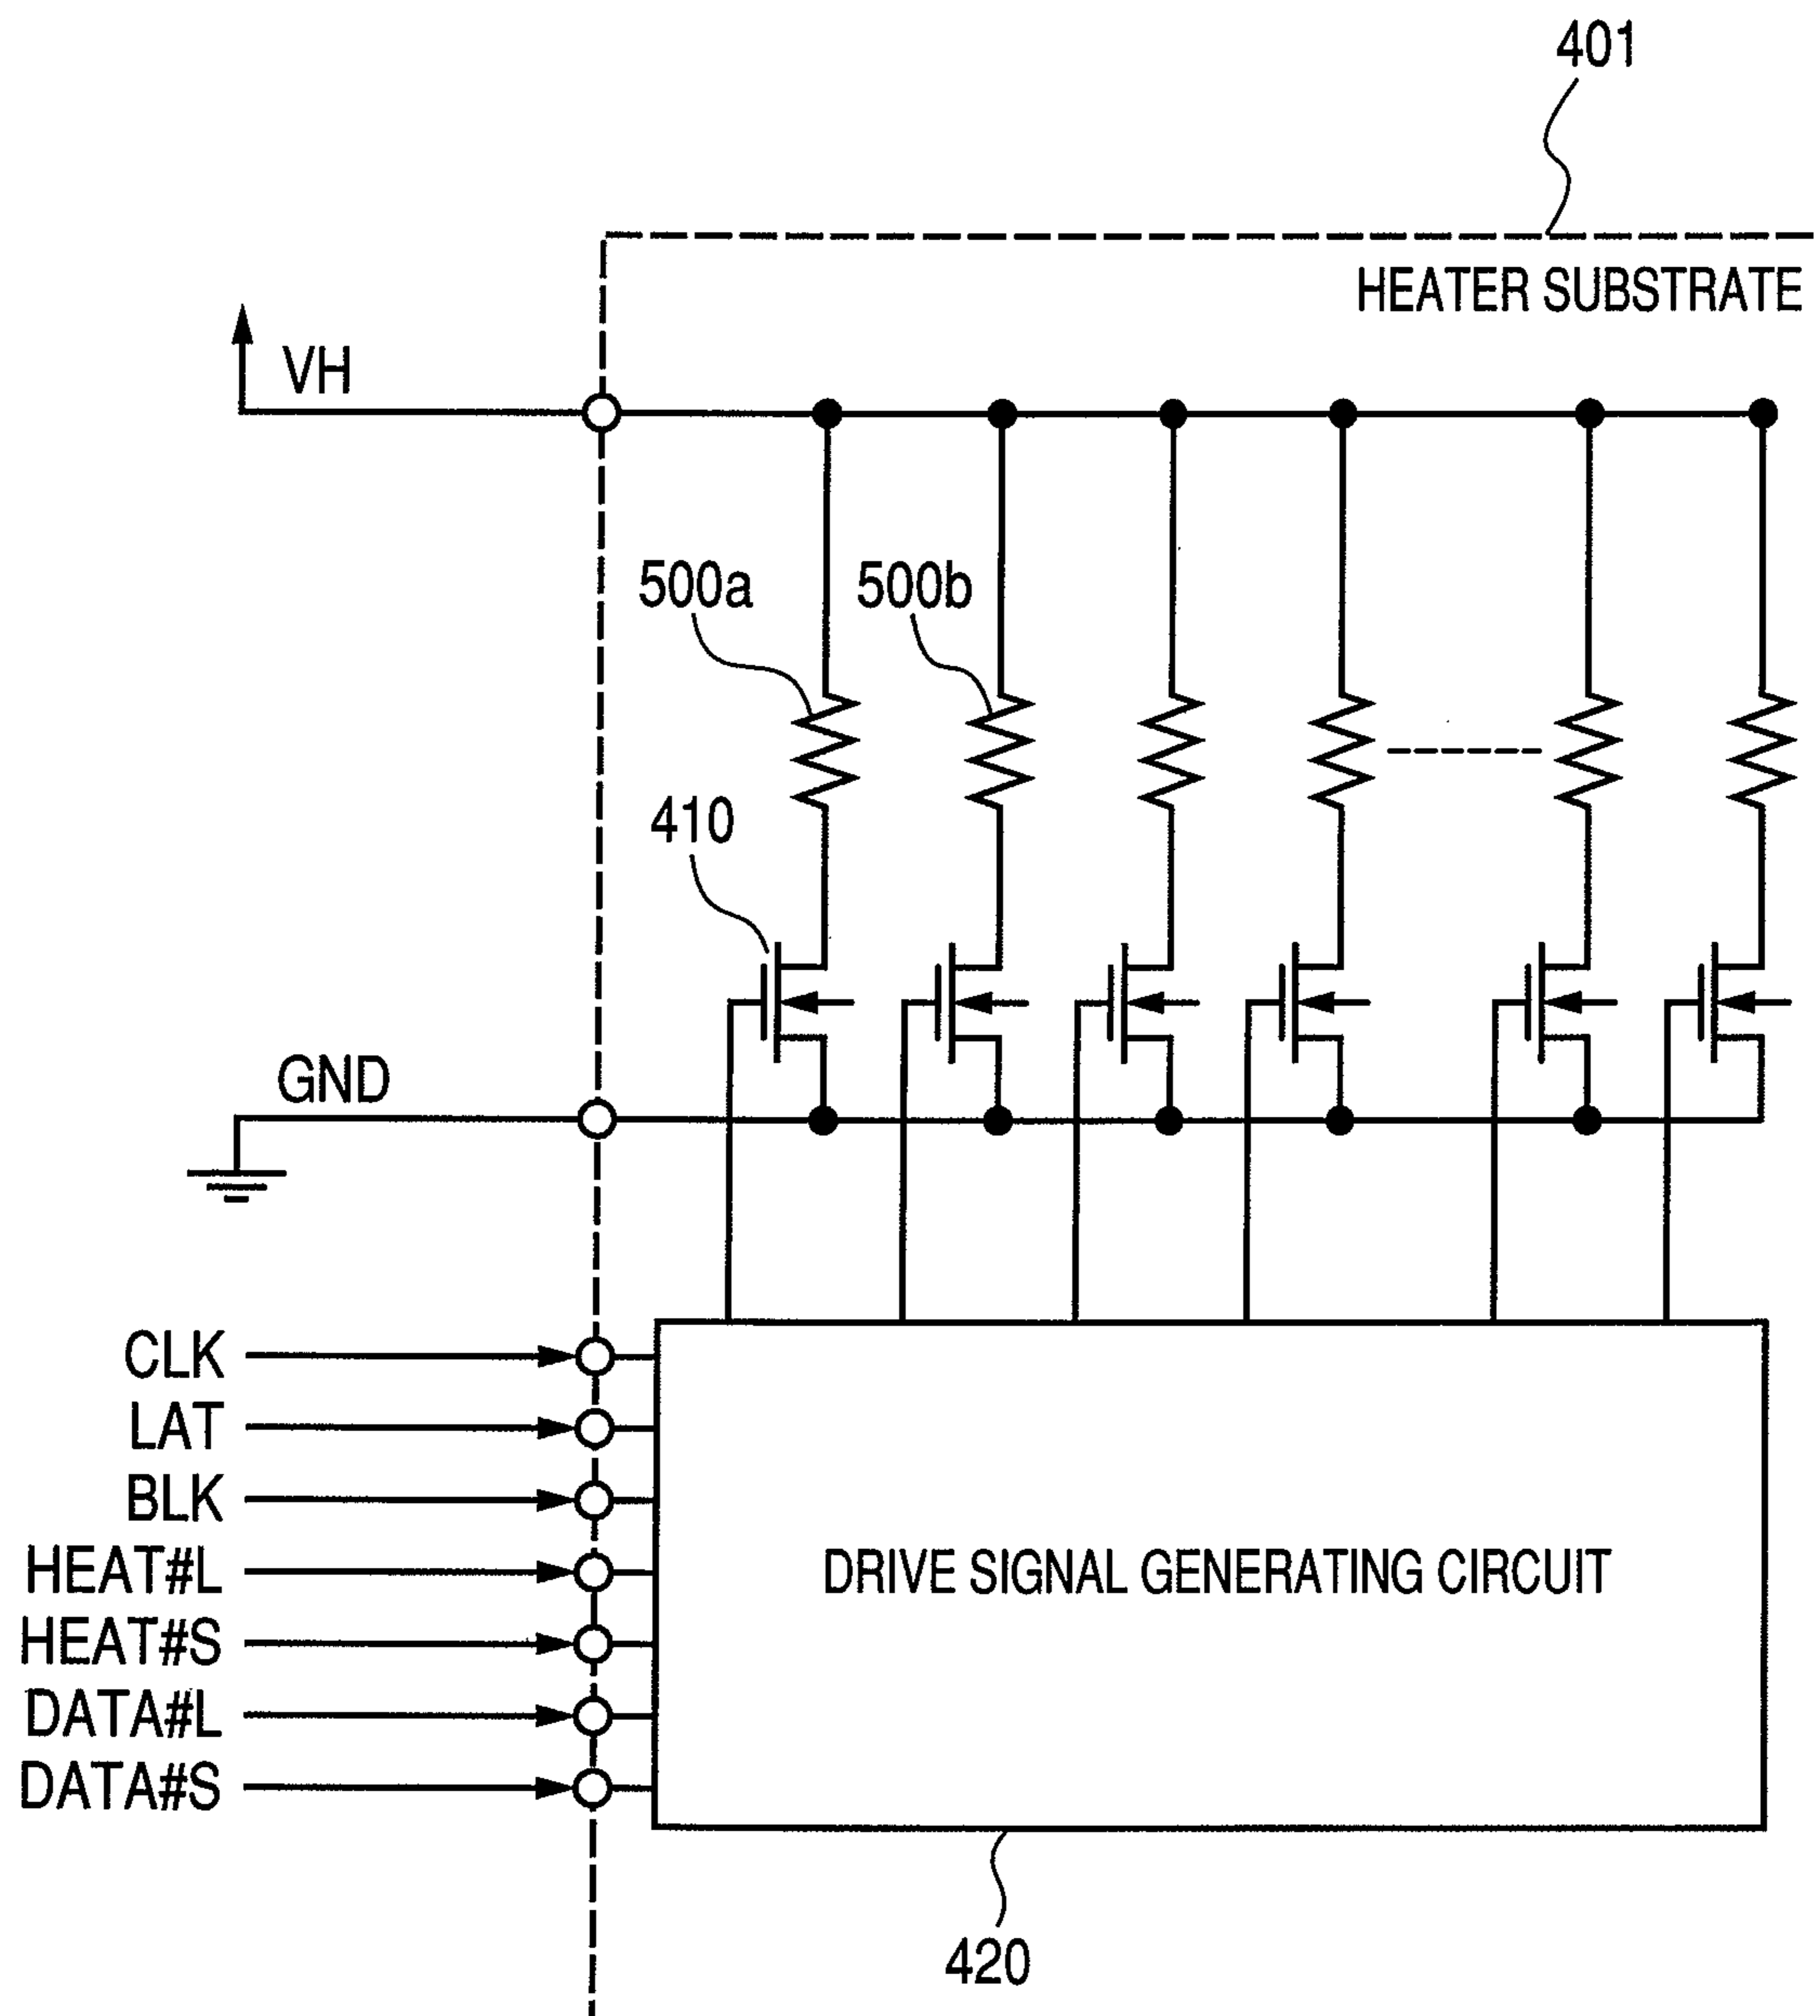 401
HEATER SUBSTRATE
VH
500a
500b
410
GND
CLK
LAT
BLK
HEAT#L
HEAT#S
DATA#L
DATA#S
DRIVE SIGNAL GENERATING CIRCUIT
420